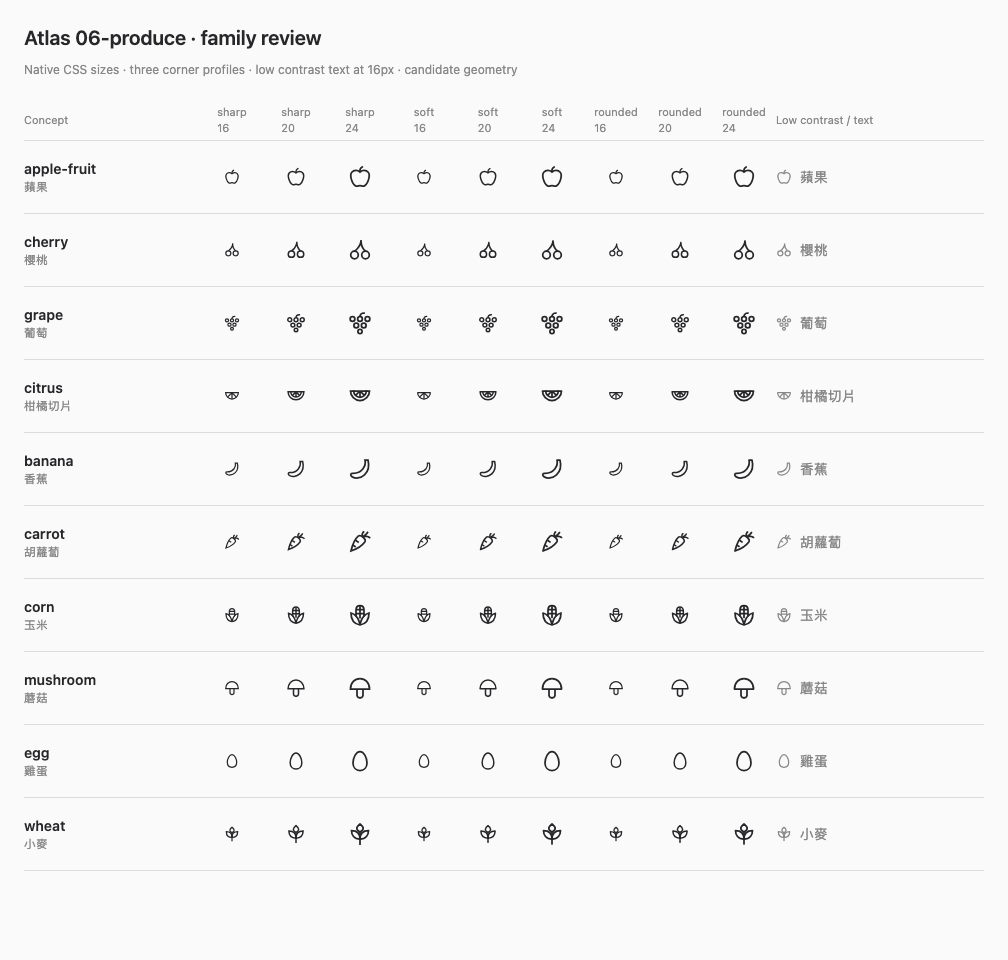 Atlas 06-produce · family review
Native CSS sizes · three corner profiles · low contrast text at 16px · candidate geometry
Concept sharp 16 sharp 20 sharp 24 soft 16 soft 20 soft 24 rounded 16 rounded 20 rounded 24 Low contrast / text
apple-fruit
蘋果
蘋果
cherry
櫻桃
櫻桃
grape
葡萄
葡萄
citrus
柑橘切片
柑橘切片
banana
香蕉
香蕉
carrot
胡蘿蔔
胡蘿蔔
corn
玉米
玉米
mushroom
蘑菇
蘑菇
egg
雞蛋
雞蛋
wheat
小麥
小麥